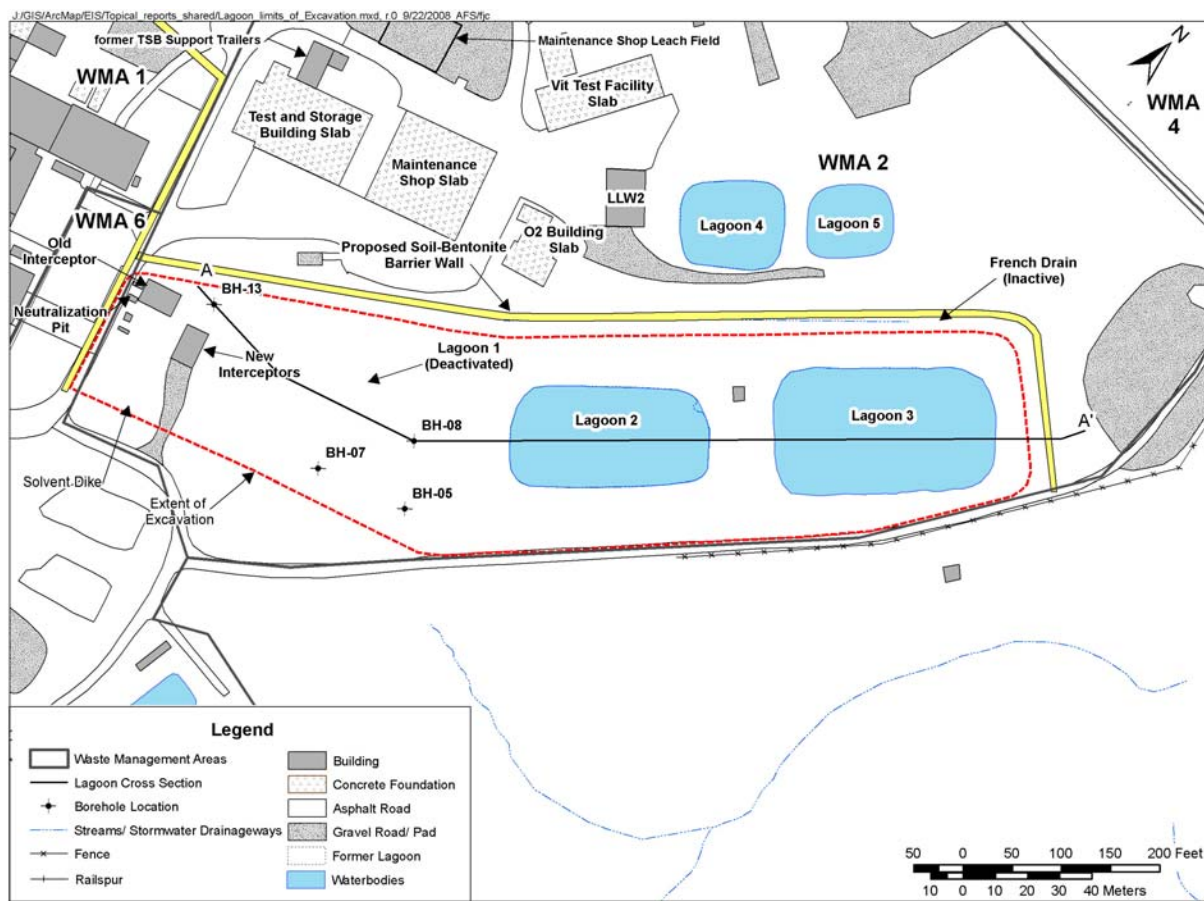 J:/GIS/ArcMap/EIS/Topical_reports_shared/Lagoon_limits_of_Excavation.mxd, r.0 9/22/2008 AFS/fjc
former TSB Support Trailers
Maintenance Shop Leach Field
N
WMA 1
Vit Test Facility
Slab
WMA
4
Test and Storage
Building Slab
Maintenance
Shop Slab
WMA 2
LLW2
Lagoon 4
Lagoon 5
WMA 6
Old
Interceptor
O2 Building
Slab
Proposed Soil-Bentonite
Barrier Wall
French Drain
(Inactive)
A
BH-13
Neutralization
Pit
New
Interceptors
Lagoon 1
(Deactivated)
Lagoon 2
Lagoon 3
A'
BH-08
BH-07
BH-05
Solvent Dike
Extent of
Excavation
Legend
Waste Management Areas
Lagoon Cross Section
Borehole Location
Streams/ Stormwater Drainageways
Fence
Railspur
Building
Concrete Foundation
Asphalt Road
Gravel Road/ Pad
Former Lagoon
Waterbodies
50 0 50 100 150 200 Feet
10 0 10 20 30 40 Meters